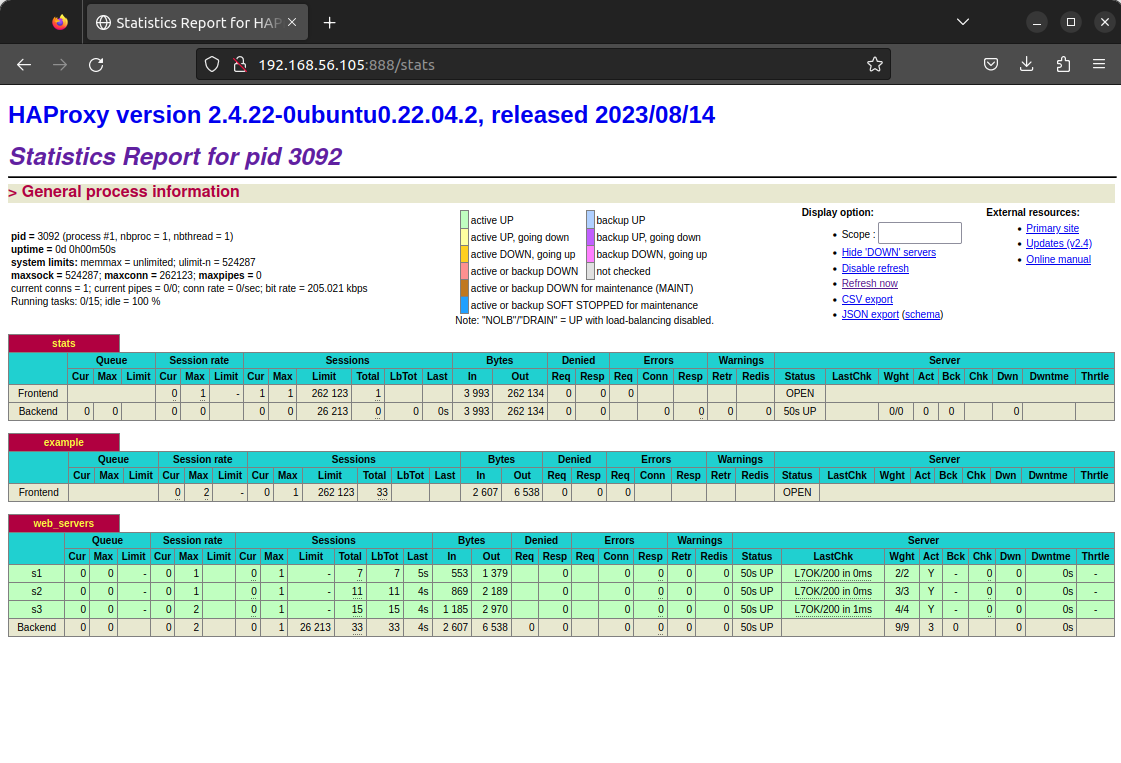 Statistics Report for HAP
192.168.56.105:888/stats
HAProxy version 2.4.22-0ubuntu0.22.04.2, released 2023/08/14
Statistics Report for pid 3092
> General process information
pid = 3092 (process #1, nbproc = 1, nbthread = 1)
uptime = 0d 0h00m50s
system limits: memmax = unlimited; ulimit-n = 524287
maxsock = 524287; maxconn = 262123; maxpipes = 0
current conns = 1; current pipes = 0/0; conn rate = 0/sec; bit rate = 205.021 kbps
Running tasks: 0/15; idle = 100 %
active UP backup UP
active UP, going down backup UP, going down
active DOWN, going up backup DOWN, going up
active or backup DOWN not checked
active or backup DOWN for maintenance (MAINT)
active or backup SOFT STOPPED for maintenance
Note: "NOLB"/"DRAIN" = UP with load-balancing disabled.
Display option:
• Scope :
• Hide 'DOWN' servers
• Disable refresh
• Refresh now
• CSV export
• JSON export (schema)
External resources:
• Primary site
• Updates (v2.4)
• Online manual
stats
Queue Session rate Sessions Bytes Denied Errors Warnings Server
Cur Max Limit Cur Max Limit Cur Max Limit Total LbTot Last In Out Req Resp Req Conn Resp Retr Redis Status LastChk Wght Act Bck Chk Dwn Dwntme Thrtle
Frontend 0 1 - 1 1 262 123 1 3 993 262 134 0 0 0 OPEN
Backend 0 0 0 0 0 0 26 213 0 0 0s 3 993 262 134 0 0 0 0 0 0 50s UP 0/0 0 0 0
example
Queue Session rate Sessions Bytes Denied Errors Warnings Server
Cur Max Limit Cur Max Limit Cur Max Limit Total LbTot Last In Out Req Resp Req Conn Resp Retr Redis Status LastChk Wght Act Bck Chk Dwn Dwntme Thrtle
Frontend 0 2 - 0 1 262 123 33 2 607 6 538 0 0 0 OPEN
web_servers
Queue Session rate Sessions Bytes Denied Errors Warnings Server
Cur Max Limit Cur Max Limit Cur Max Limit Total LbTot Last In Out Req Resp Req Conn Resp Retr Redis Status LastChk Wght Act Bck Chk Dwn Dwntme Thrtle
s1 0 0 - 0 1 0 1 - 7 7 5s 553 1 379 0 0 0 0 0 50s UP L7OK/200 in 0ms 2/2 Y - 0 0 0s -
s2 0 0 - 0 1 0 1 - 11 11 4s 869 2 189 0 0 0 0 0 50s UP L7OK/200 in 0ms 3/3 Y - 0 0 0s -
s3 0 0 - 0 2 0 1 - 15 15 4s 1 185 2 970 0 0 0 0 0 50s UP L7OK/200 in 1ms 4/4 Y - 0 0 0s -
Backend 0 0 0 2 0 1 26 213 33 33 4s 2 607 6 538 0 0 0 0 0 0 50s UP 9/9 3 0 0 0s